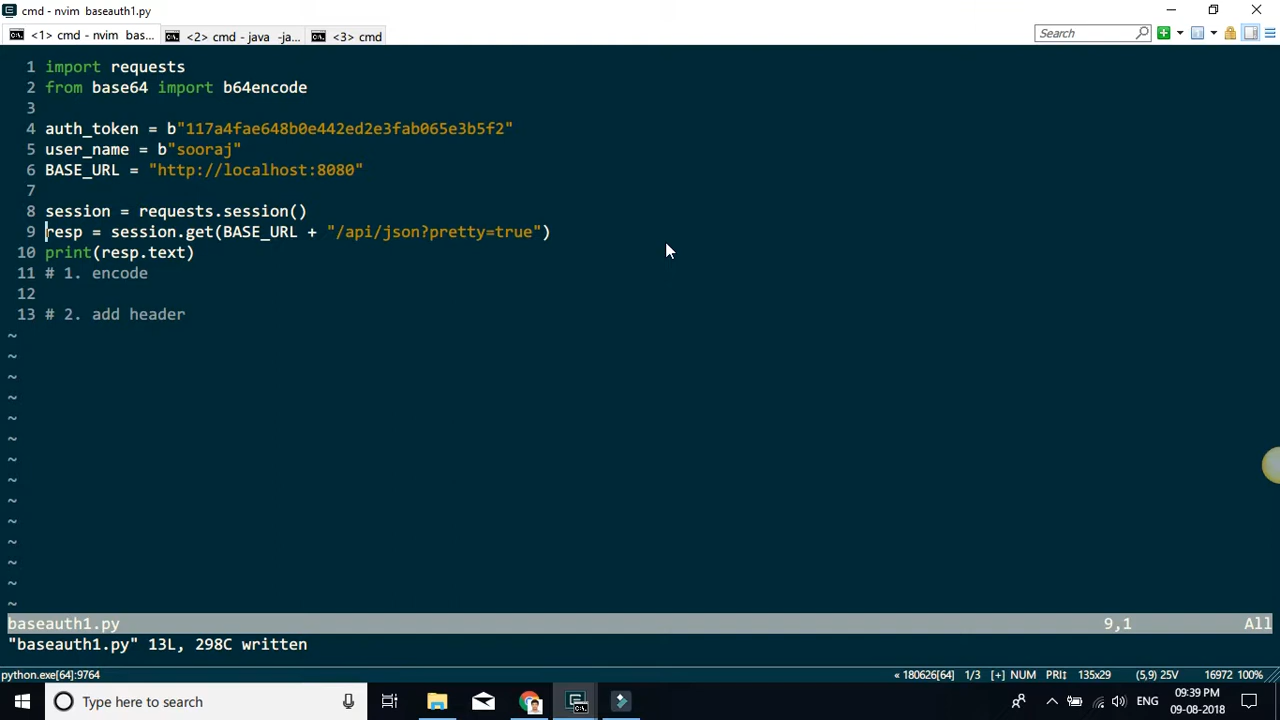 cmd - nvim  baseauth1.py
<1> cmd - nvim  bas... <2> cmd - java  -ja... <3> cmd Search
1 import requests
2 from base64 import b64encode
3
4 auth_token = b"117a4fae648b0e442ed2e3fab065e3b5f2"
5 user_name = b"sooraj"
6 BASE_URL = "http://localhost:8080"
7
8 session = requests.session()
9 resp = session.get(BASE_URL + "/api/json?pretty=true")
10 print(resp.text)
11 # 1. encode
12
13 # 2. add header
~
~
~
~
~
~
~
~
~
~
~
~
~
~
baseauth1.py 9,1 All
"baseauth1.py" 13L, 298C written
python.exe[64]:9764 « 180626[64] 1/3 [+] NUM PRI↕ 135x29 (5,9) 25V 16972 100%
Type here to search ENG 09:39 PM
09-08-2018